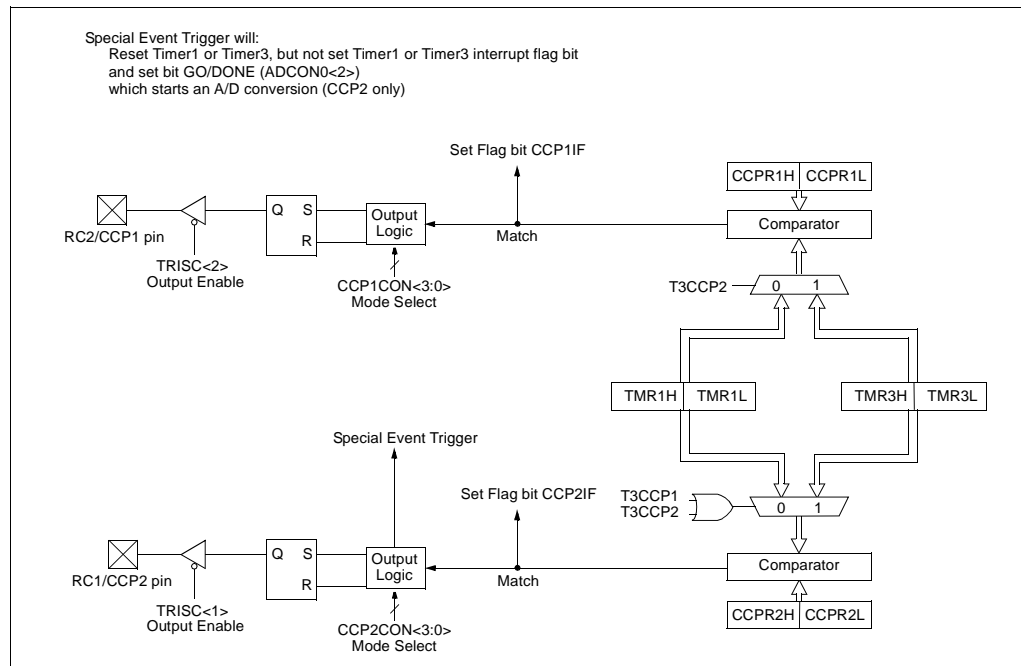 Special Event Trigger will:
Reset Timer1 or Timer3, but not set Timer1 or Timer3 interrupt flag bit
and set bit GO/DONE (ADCON0<2>)
which starts an A/D conversion (CCP2 only)
Set Flag bit CCP1IF
CCPR1H CCPR1L
Q S
R
Output
Logic
Comparator
RC2/CCP1 pin
Match
TRISC<2>
Output Enable
CCP1CON<3:0>
Mode Select
T3CCP2
0 1
TMR1H TMR1L
TMR3H TMR3L
Special Event Trigger
Set Flag bit CCP2IF
T3CCP1
T3CCP2
0 1
Q S
R
Output
Logic
Comparator
RC1/CCP2 pin
Match
TRISC<1>
Output Enable
CCP2CON<3:0>
Mode Select
CCPR2H CCPR2L